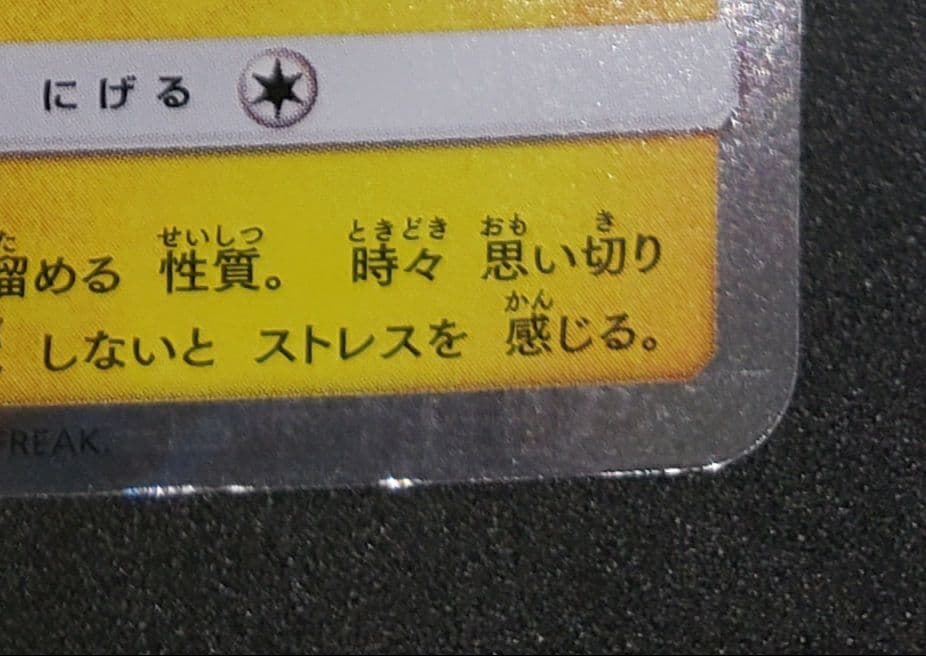 にげる
留める 性質。 時々 思い切り
しないと ストレスを 感じる。
FREAK.